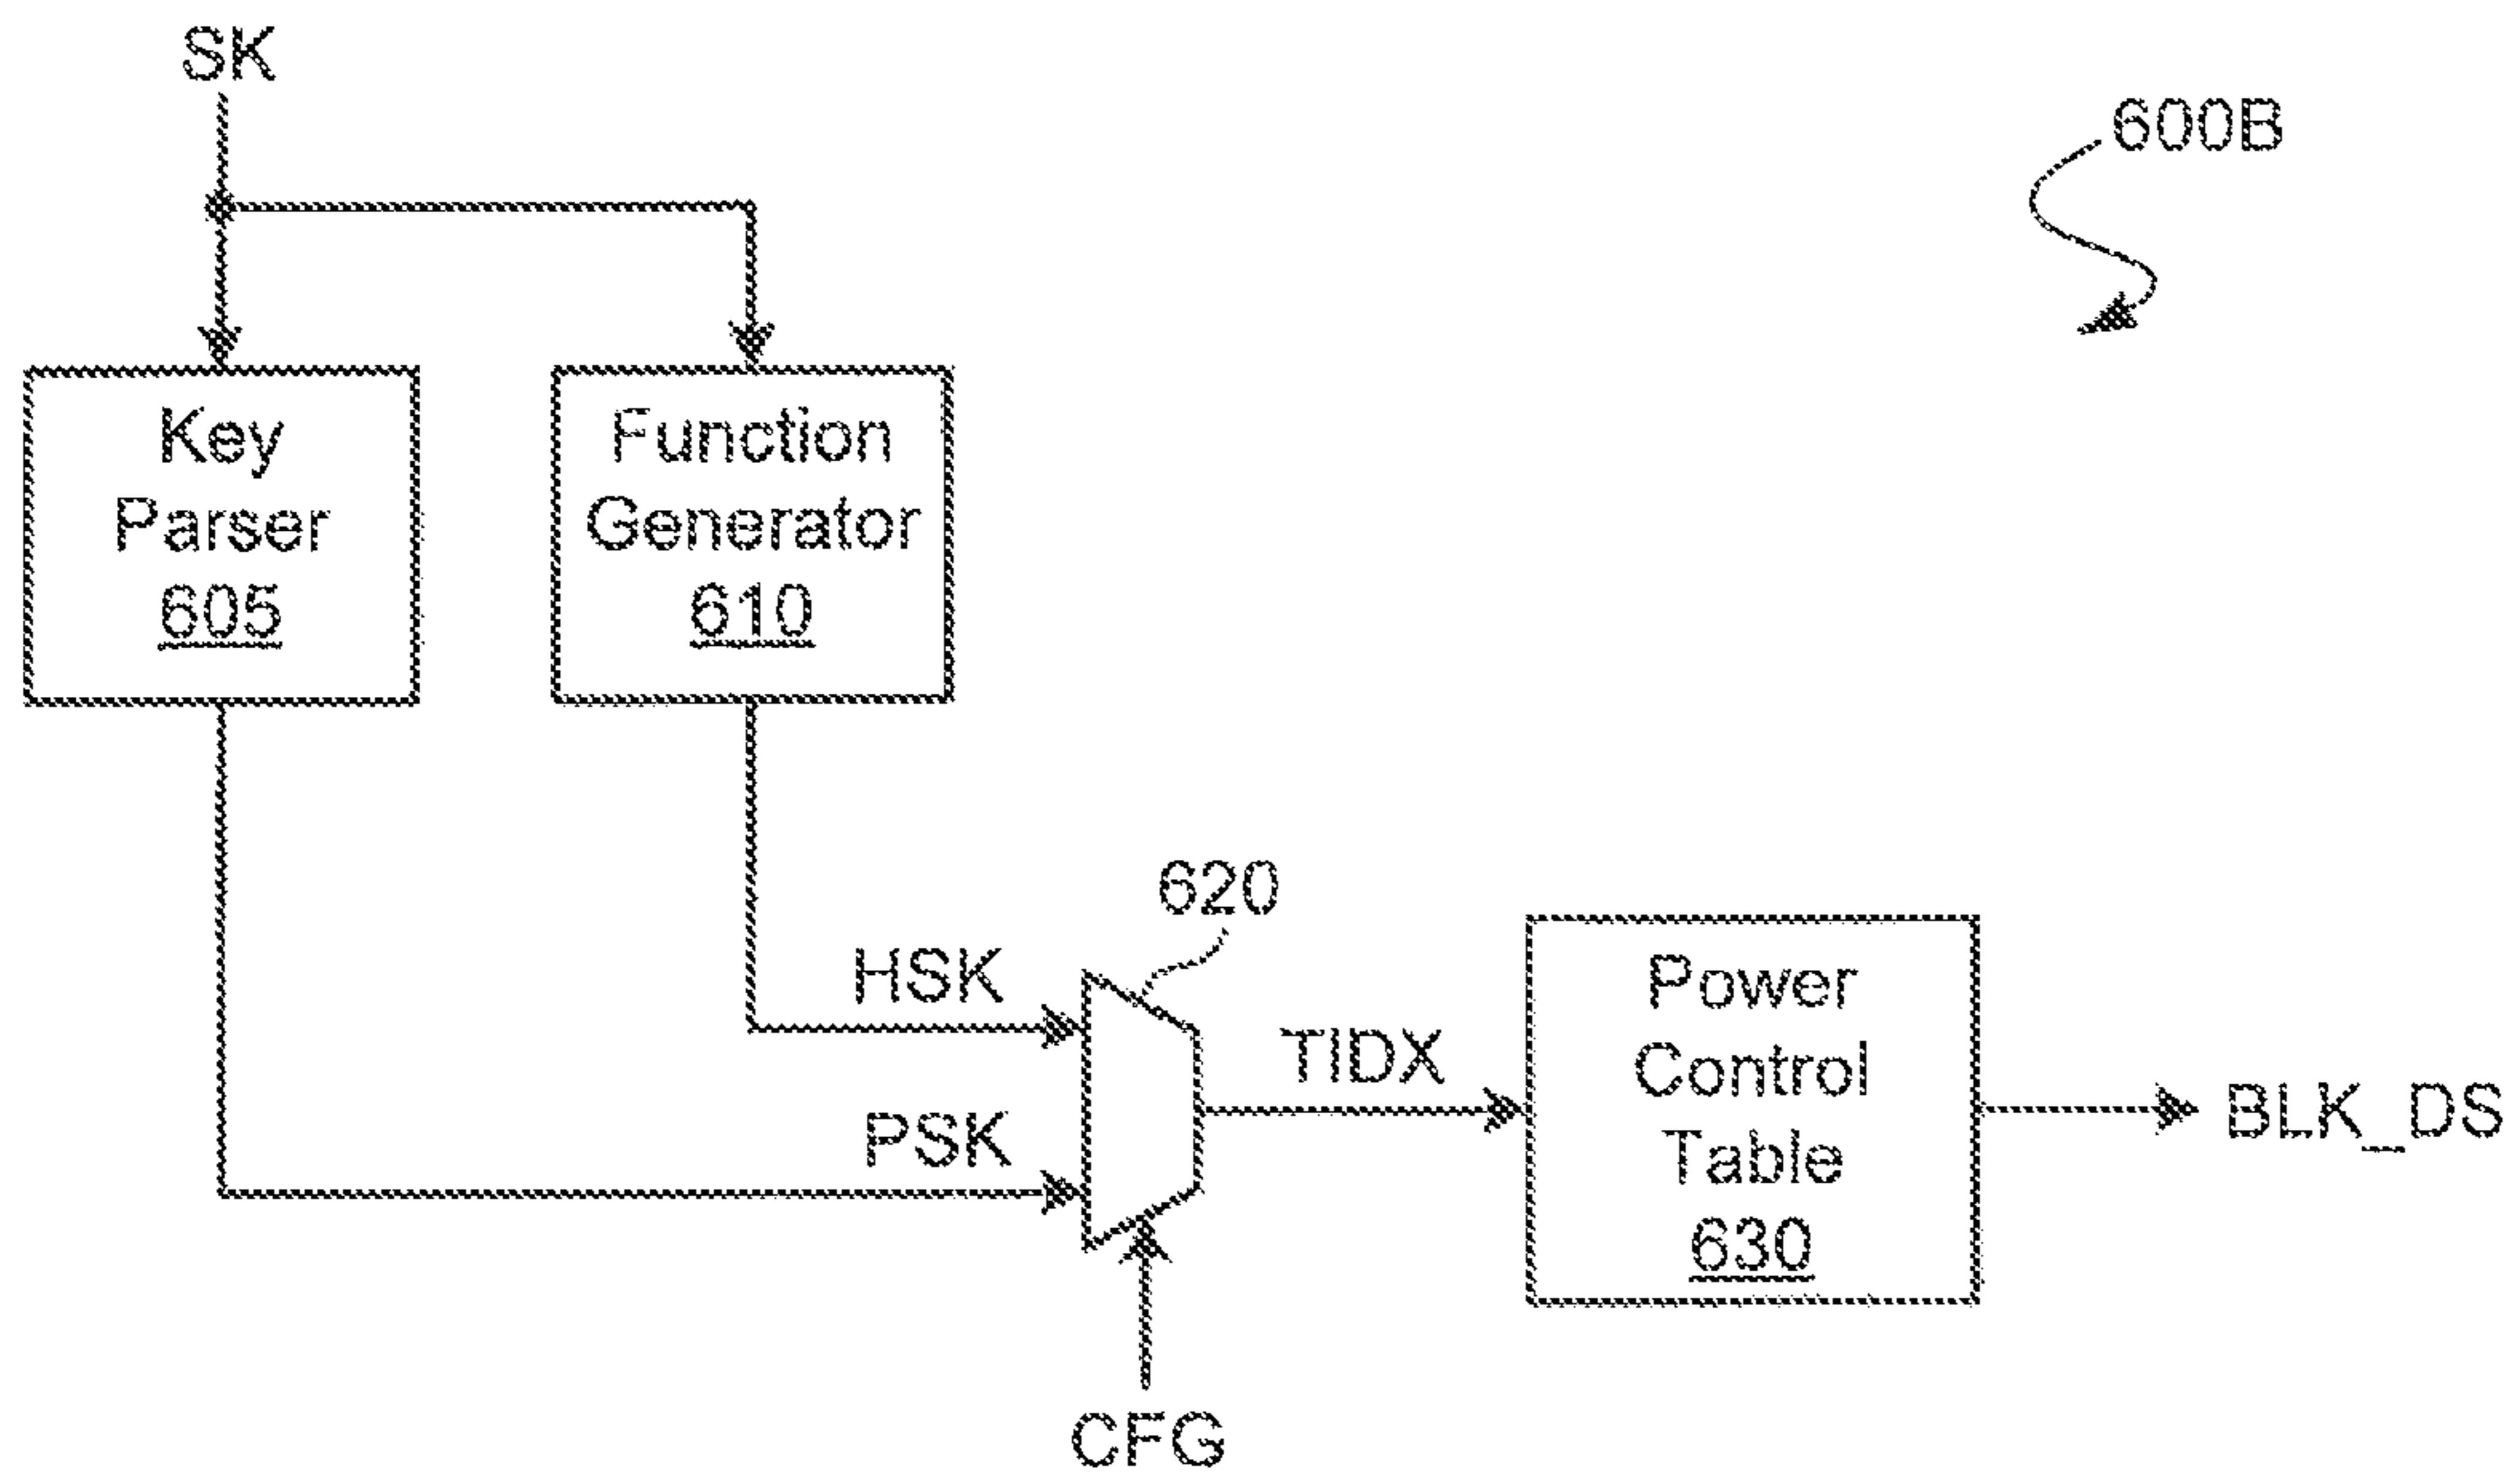 SK
600B
Key
Parser
605
Function
Generator
610
620
HSK
TIDX
PSK
Power
Control
Table
630
BLK_DS
CFG